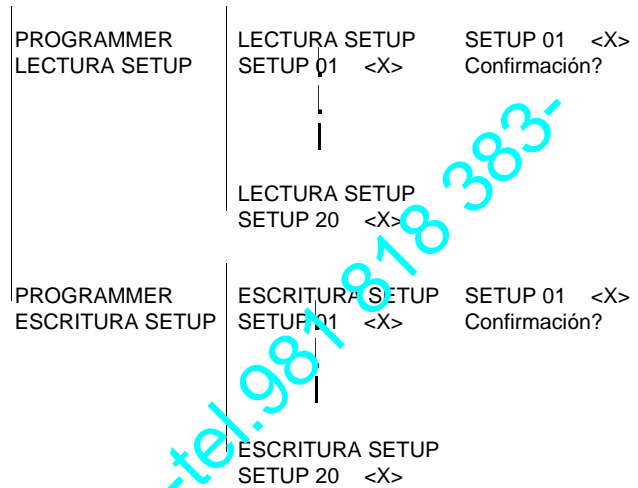 PROGRAMMER LECTURA SETUP SETUP 01 <X>
LECTURA SETUP SETUP 01 <X> Confirmación?
LECTURA SETUP
SETUP 20 <X>
PROGRAMMER ESCRITURA SETUP SETUP 01 <X>
ESCRITURA SETUP SETUP 01 <X> Confirmación?
ESCRITURA SETUP
SETUP 20 <X>
-tel.981 818 383-